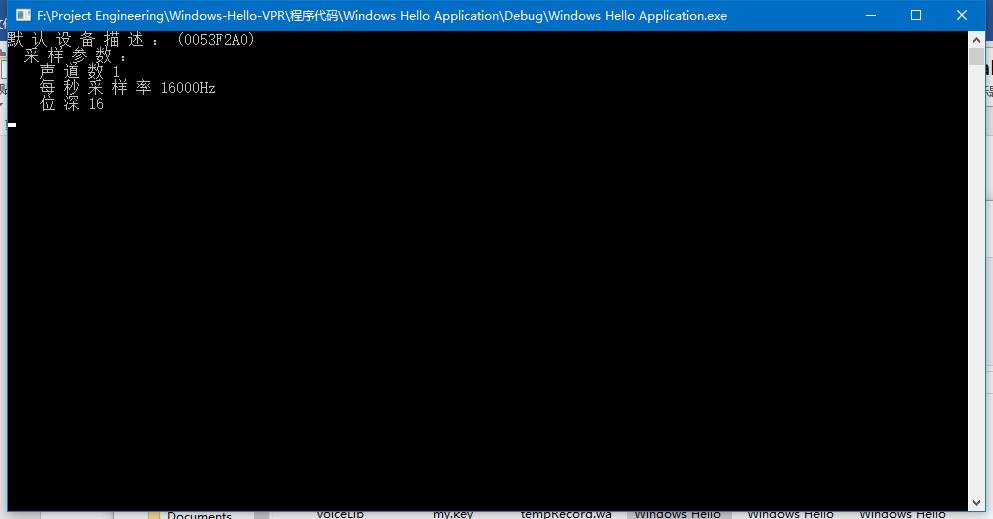 F:\Project Engineering\Windows-Hello-VPR\程序代码\Windows Hello Application\Debug\Windows Hello Application.exe
默认设备描述：(0053F2A0)
采样参数：
声道数 1
每秒采样率 16000Hz
位深 16
Documents voiceLib my.key tempRecord.wa Windows Hello Windows Hello Windows Hello